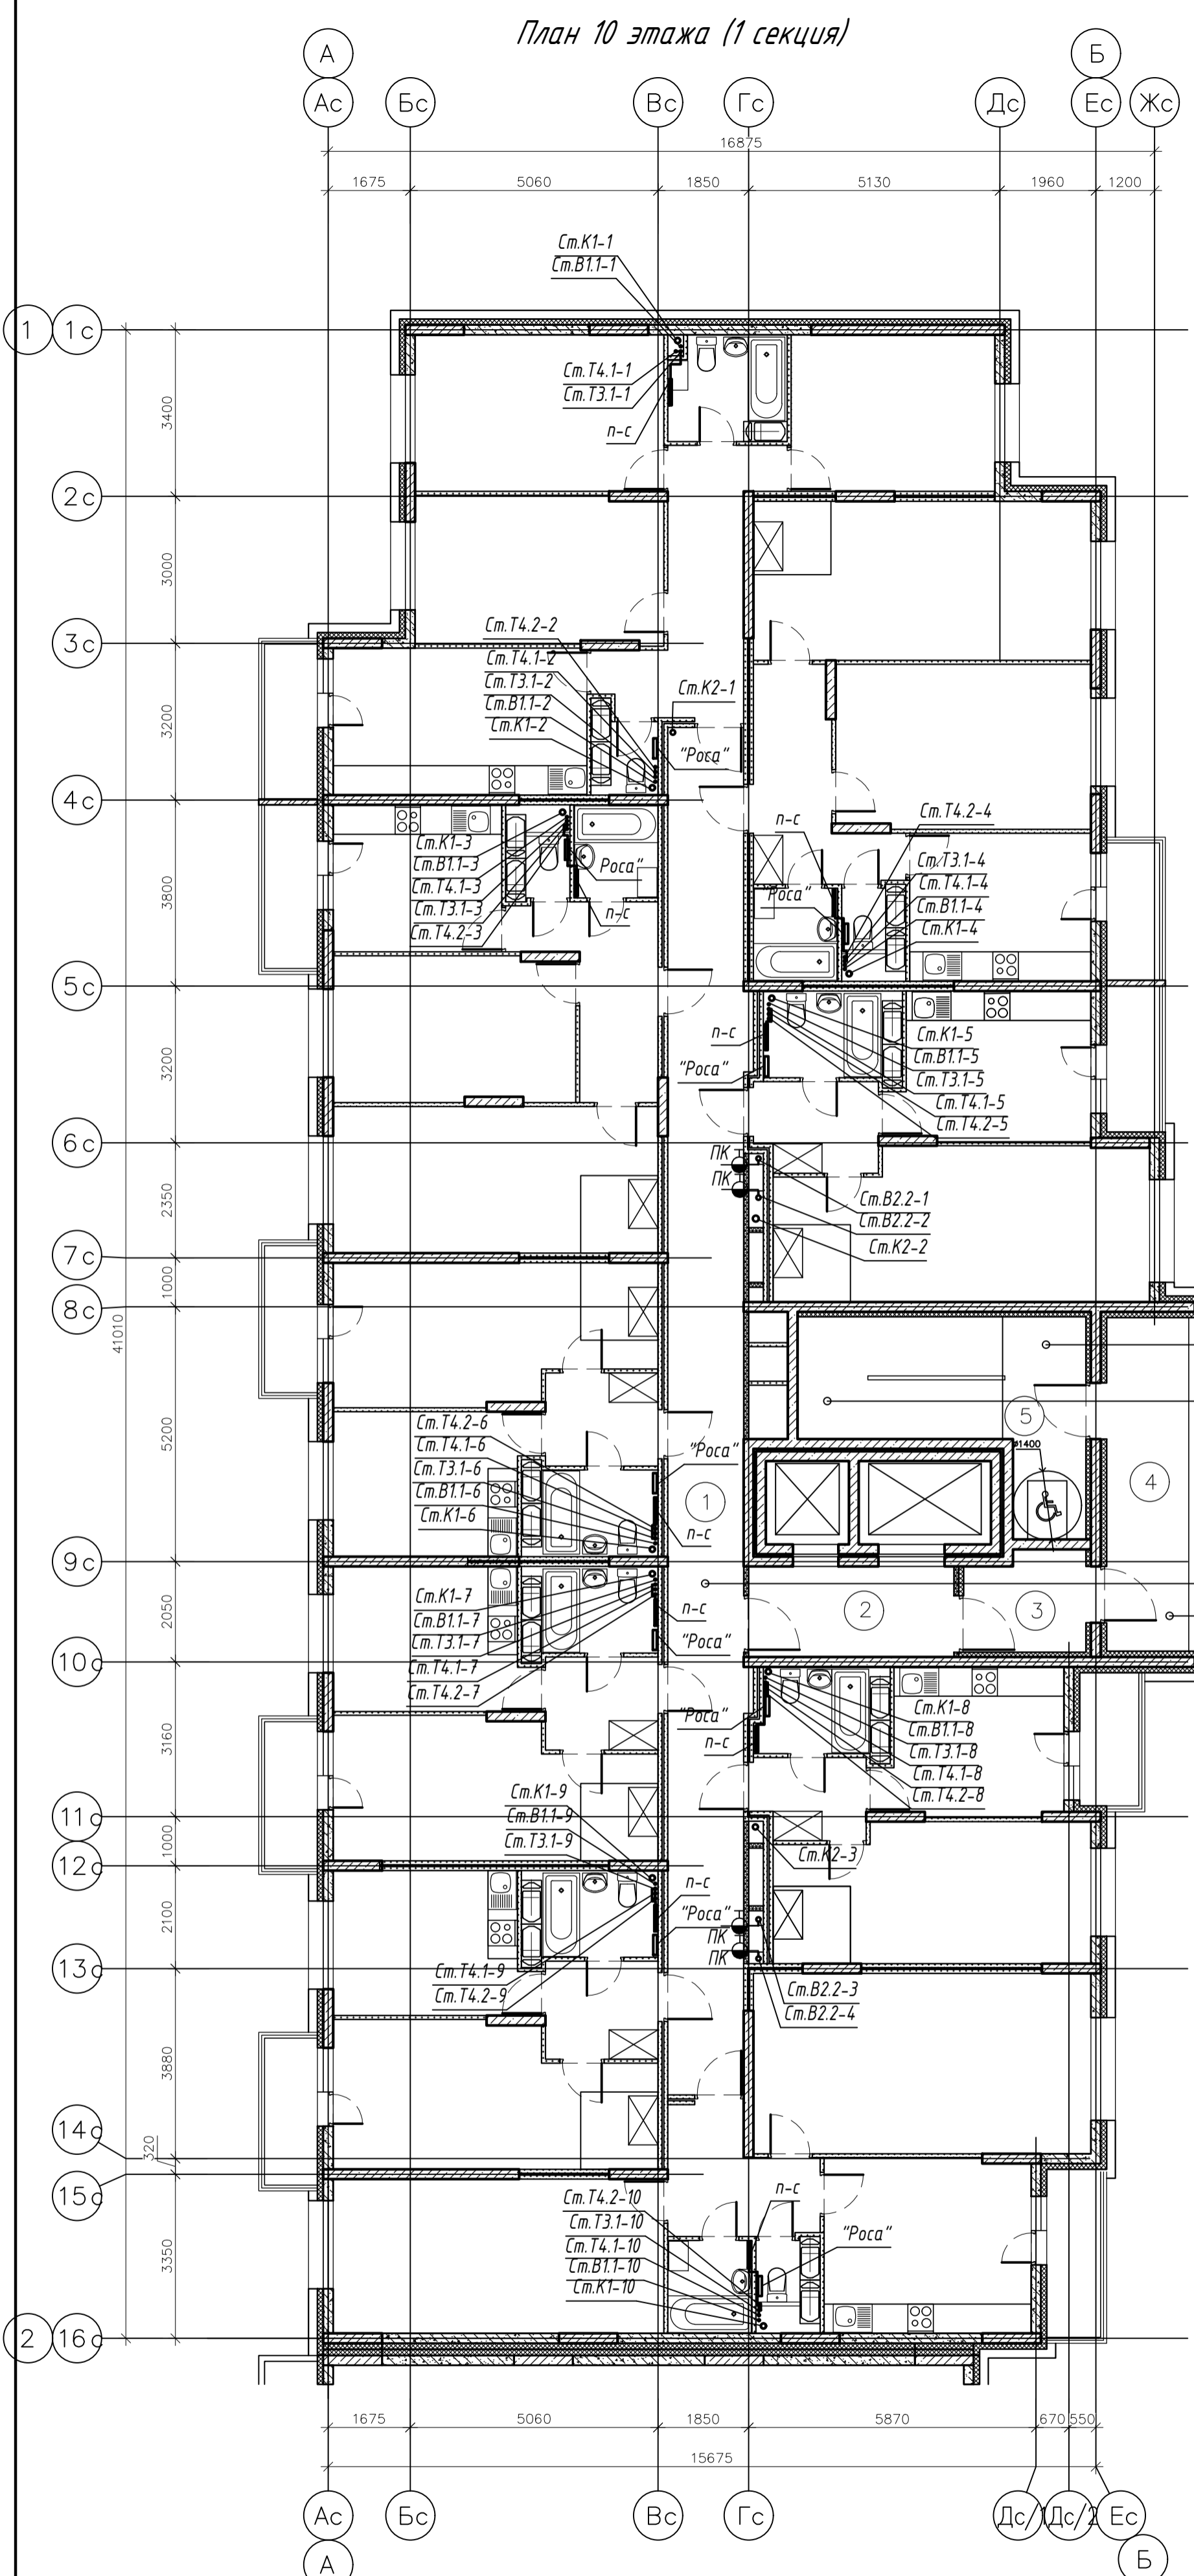 План 10 этажа (1 секция)
А
Б
Ас
Бс
Вс
Гс
Дс
Ес
Жс
16875
1675
5060
1850
5130
1960
1200
Ст.К1-1
Ст.В1.1-1
1
1с
Ст.Т4.1-1
Ст.Т3.1-1
п-с
3400
2с
3000
Ст.Т4.2-2
3с
Ст.Т4.1-2
Ст.Т3.1-2
Ст.В1.1-2
Ст.К1-2
Ст.К2-1
"Роса"
3200
4с
Ст.К1-3
Ст.В1.1-3
Ст.Т4.1-3
Ст.Т3.1-3
Ст.Т4.2-3
Роса"
п-с
п-с
Роса"
Ст.Т4.2-4
Ст.Т3.1-4
Ст.Т4.1-4
Ст.В1.1-4
Ст.К1-4
3800
5с
п-с
"Роса"
Ст.К1-5
Ст.В1.1-5
Ст.Т3.1-5
Ст.Т4.1-5
Ст.Т4.2-5
3200
6с
ПК
ПК
Ст.В2.2-1
Ст.В2.2-2
Ст.К2-2
2350
7с
1000
8с
41010
5
ø1400
4
Ст.Т4.2-6
Ст.Т4.1-6
Ст.Т3.1-6
Ст.В1.1-6
Ст.К1-6
"Роса"
1
п-с
5200
9с
Ст.К1-7
Ст.В1.1-7
Ст.Т3.1-7
Ст.Т4.1-7
Ст.Т4.2-7
п-с
"Роса"
2
3
2050
10с
"Роса"
п-с
Ст.К1-8
Ст.В1.1-8
Ст.Т3.1-8
Ст.Т4.1-8
Ст.Т4.2-8
3160
Ст.К1-9
Ст.В1.1-9
Ст.Т3.1-9
11с
1000
Ст.К2-3
12с
п-с
"Роса"
ПК
ПК
2100
Ст.Т4.1-9
Ст.Т4.2-9
13с
Ст.В2.2-3
Ст.В2.2-4
3880
14с
320
15с
Ст.Т4.2-10
Ст.Т3.1-10
Ст.Т4.1-10
Ст.В1.1-10
Ст.К1-10
п-с
"Роса"
3350
2
16с
1675
5060
1850
5870
670
550
15675
Ас
Бс
Вс
Гс
Дс/1
Дс/2
Ес
А
Б